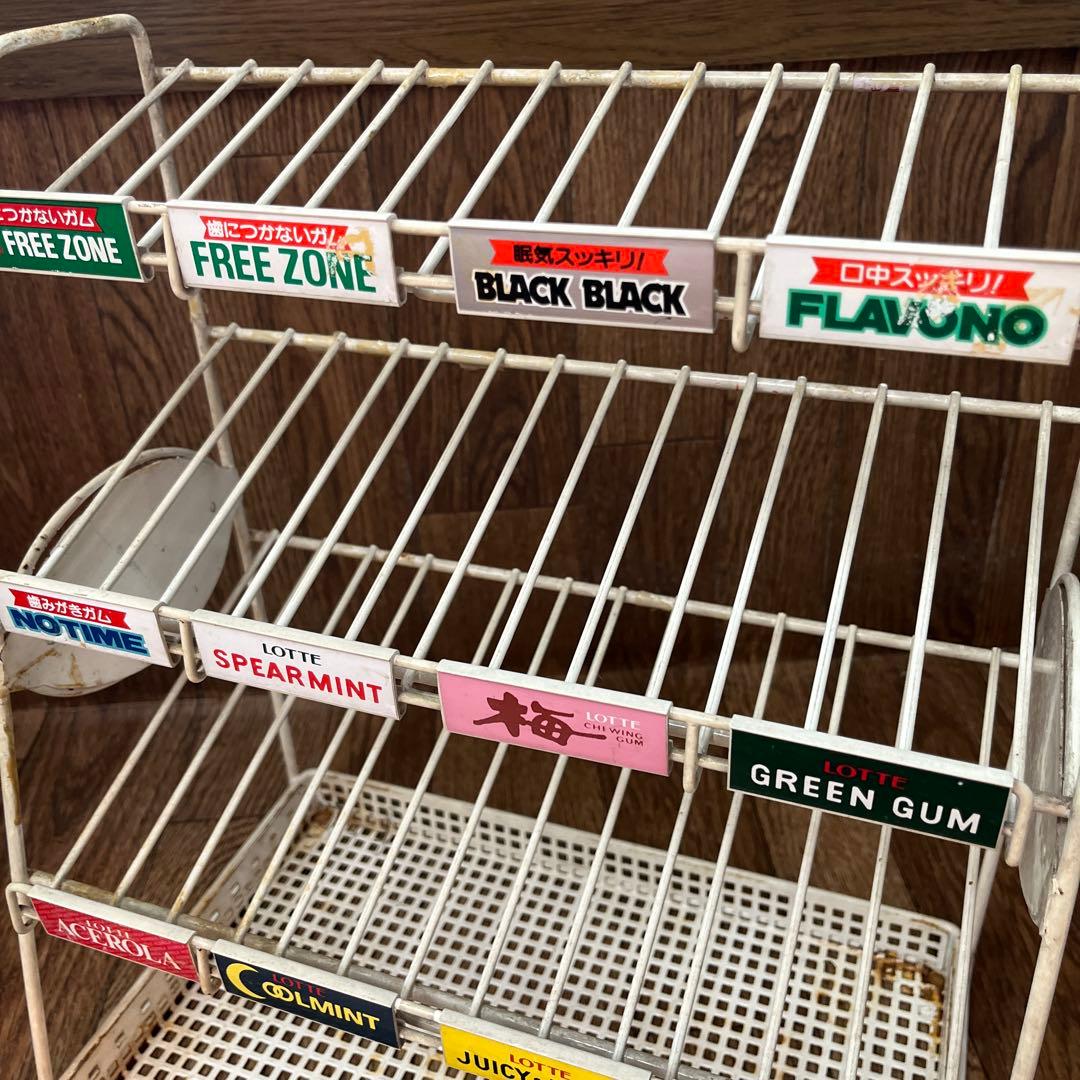 につかないガム
FREE ZONE
歯につかないガム
FREE ZONE
眠気スッキリ!
BLACK BLACK
口中スッキリ!
FLAVONO
歯みがきガム
NOTIME
LOTTE
SPEARMINT
梅
LOTTE
CHEWING
GUM
LOTTE
GREEN GUM
LOTTE
ACEROLA
LOTTE
COOLMINT
LOTTE